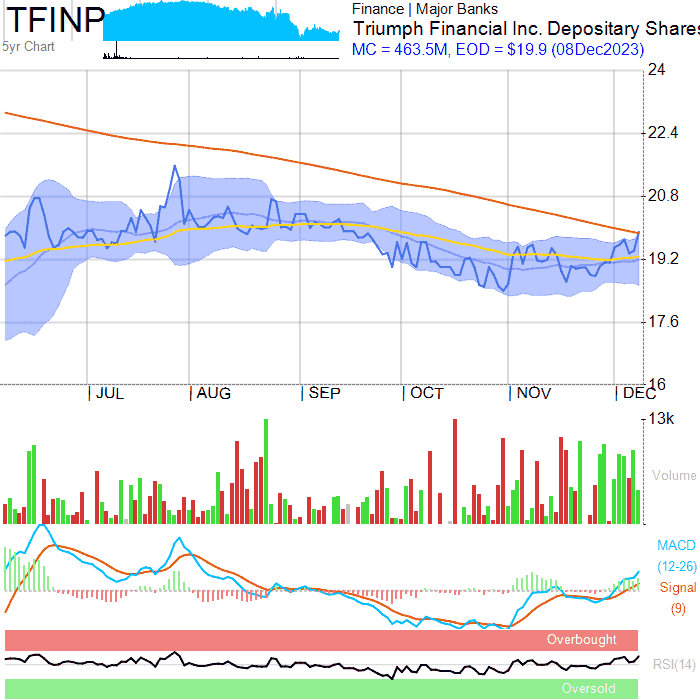 TFINP
5yr Chart
Finance | Major Banks
Triumph Financial Inc. Depositary Shares
MC = 463.5M, EOD = $19.9 (08Dec2023)
24
22.4
20.8
19.2
17.6
16
JUL
AUG
SEP
OCT
NOV
DEC
13k
Volume
MACD
(12-26)
Signal
(9)
Overbought
RSI(14)
Oversold